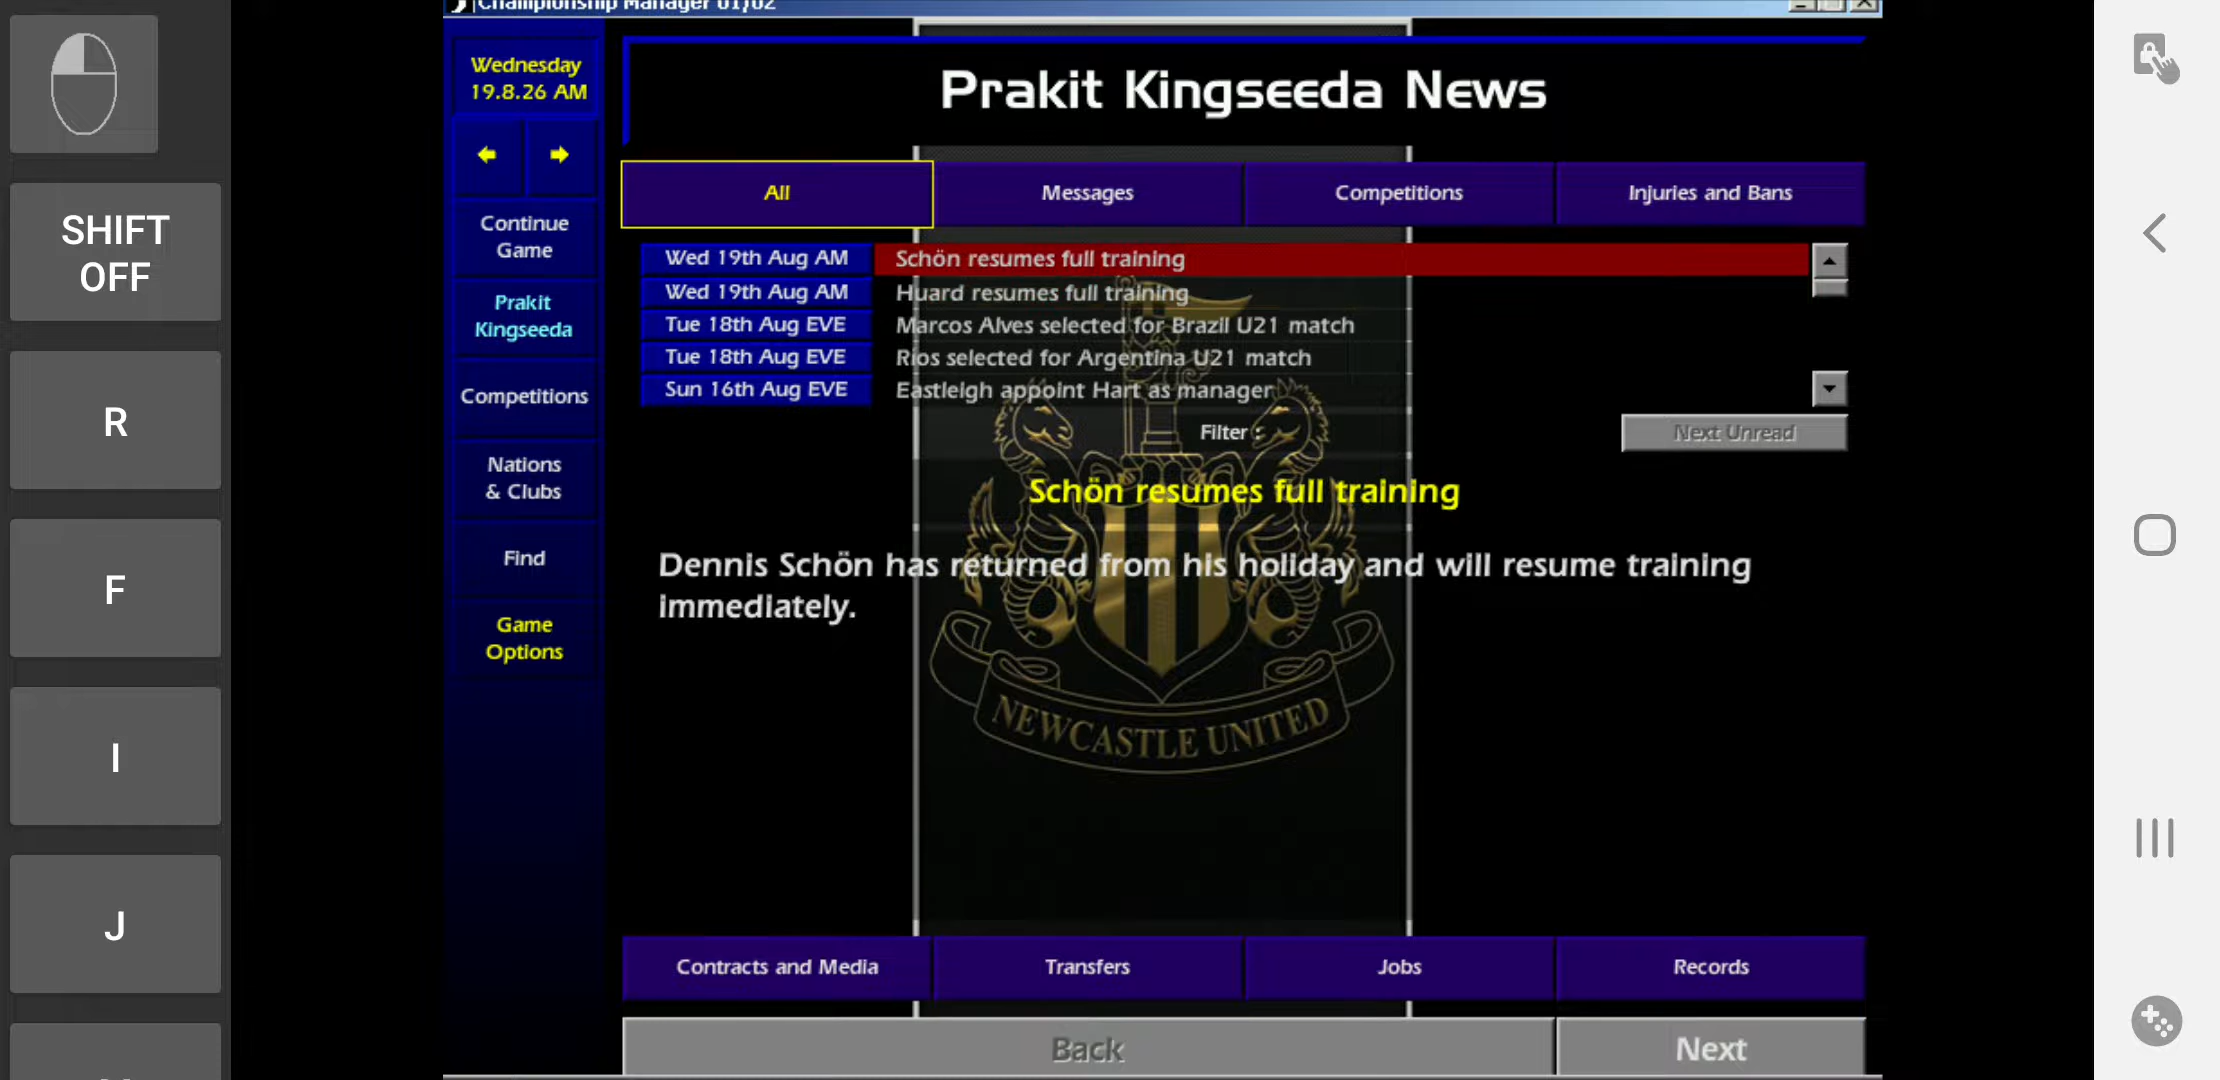 Championship Manager 01/02
SHIFT
OFF
R
F
I
J
Wednesday
19.8.26 AM
Continue
Game
Prakit
Kingseeda
Competitions
Nations
& Clubs
Find
Game
Options
Prakit Kingseeda News
All Messages Competitions Injuries and Bans
Wed 19th Aug AM Schön resumes full training
Wed 19th Aug AM Huard resumes full training
Tue 18th Aug EVE Marcos Alves selected for Brazil U21 match
Tue 18th Aug EVE Ríos selected for Argentina U21 match
Sun 16th Aug EVE Eastleigh appoint Hart as manager
Filter :
Next Unread
Schön resumes full training
Dennis Schön has returned from his holiday and will resume training
immediately.
NEWCASTLE UNITED
Contracts and Media Transfers Jobs Records
Back Next